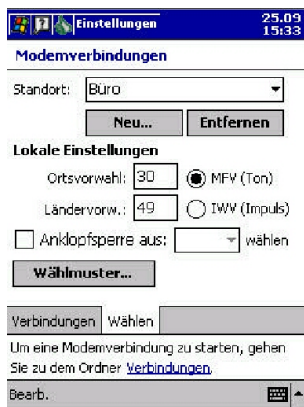 Einstellungen 25.09
15:33
Modemverbindungen
Standort: Büro
Neu... Entfernen
Lokale Einstellungen
Ortsvorwahl: 30 MFV (Ton)
Ländervorw.: 49 IWV (Impuls)
Anklopfsperre aus: wählen
Wählmuster...
Verbindungen Wählen
Um eine Modemverbindung zu starten, gehen
Sie zu dem Ordner Verbindungen.
Bearb.